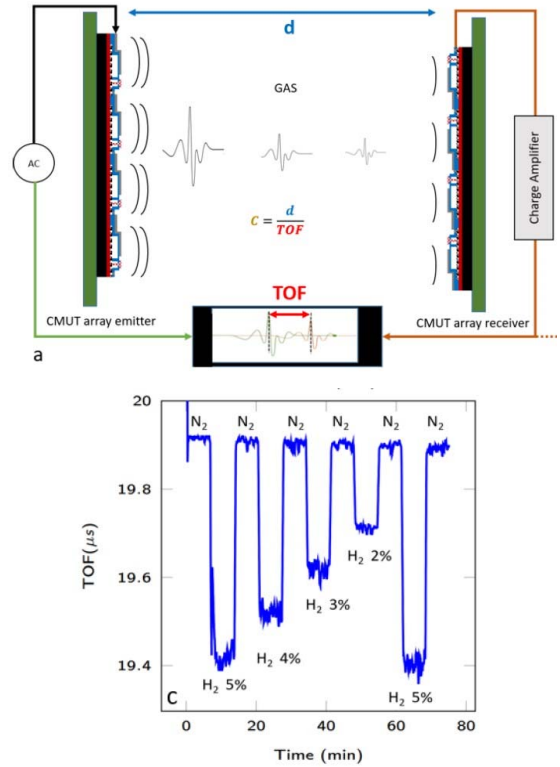 d
GAS
AC
Charge Amplifier
C = d / TOF
TOF
CMUT array emitter
CMUT array receiver
a
20
19.8
19.6
19.4
TOF(μs)
N2 N2 N2 N2 N2 N2
H2 2%
H2 3%
H2 4%
H2 5%
H2 5%
C
0 20 40 60 80
Time (min)